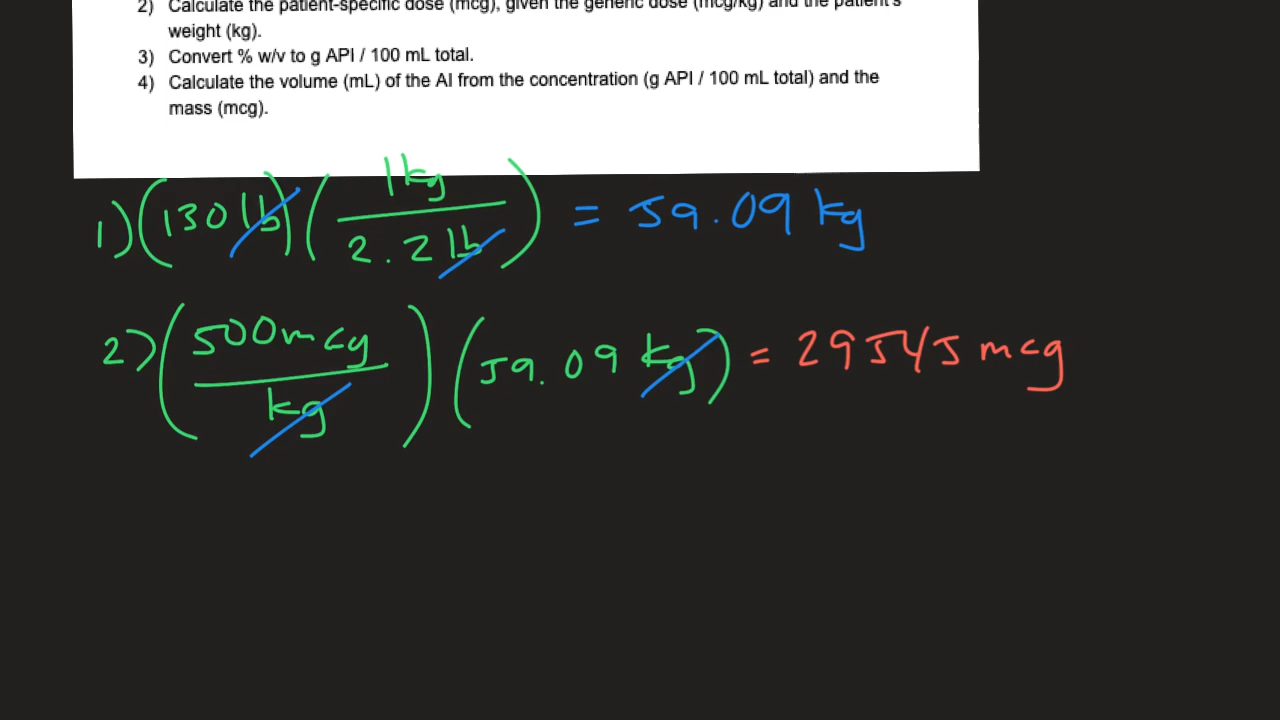 2) Calculate the patient-specific dose (mcg), given the generic dose (mcg/kg) and the patient's
weight (kg).
3) Convert % w/v to g API / 100 mL total.
4) Calculate the volume (mL) of the AI from the concentration (g API / 100 mL total) and the
mass (mcg).
1) (130 lb) (1 kg / 2.2 lb) = 59.09 kg
2) (500 mcg / kg) (59.09 kg) = 29545 mcg